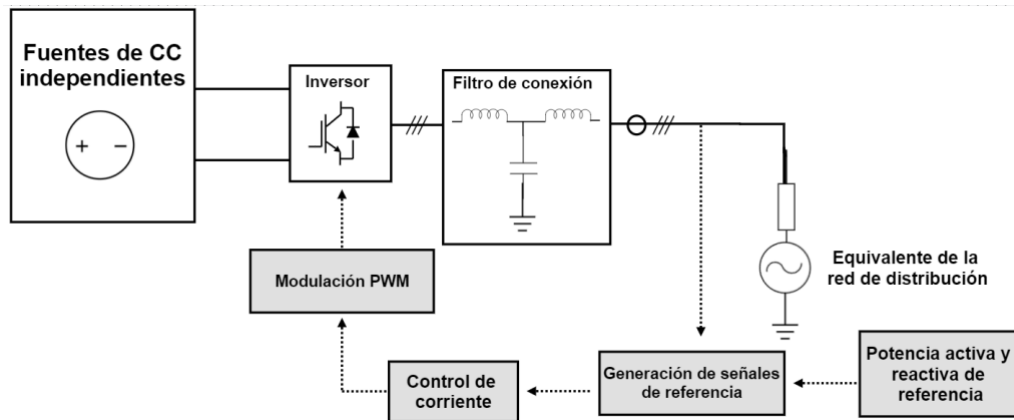 Fuentes de CC
independientes
+ −
Inversor
Filtro de conexión
Modulación PWM
Equivalente de la
red de distribución
Control de
corriente
Generación de señales
de referencia
Potencia activa y
reactiva de
referencia